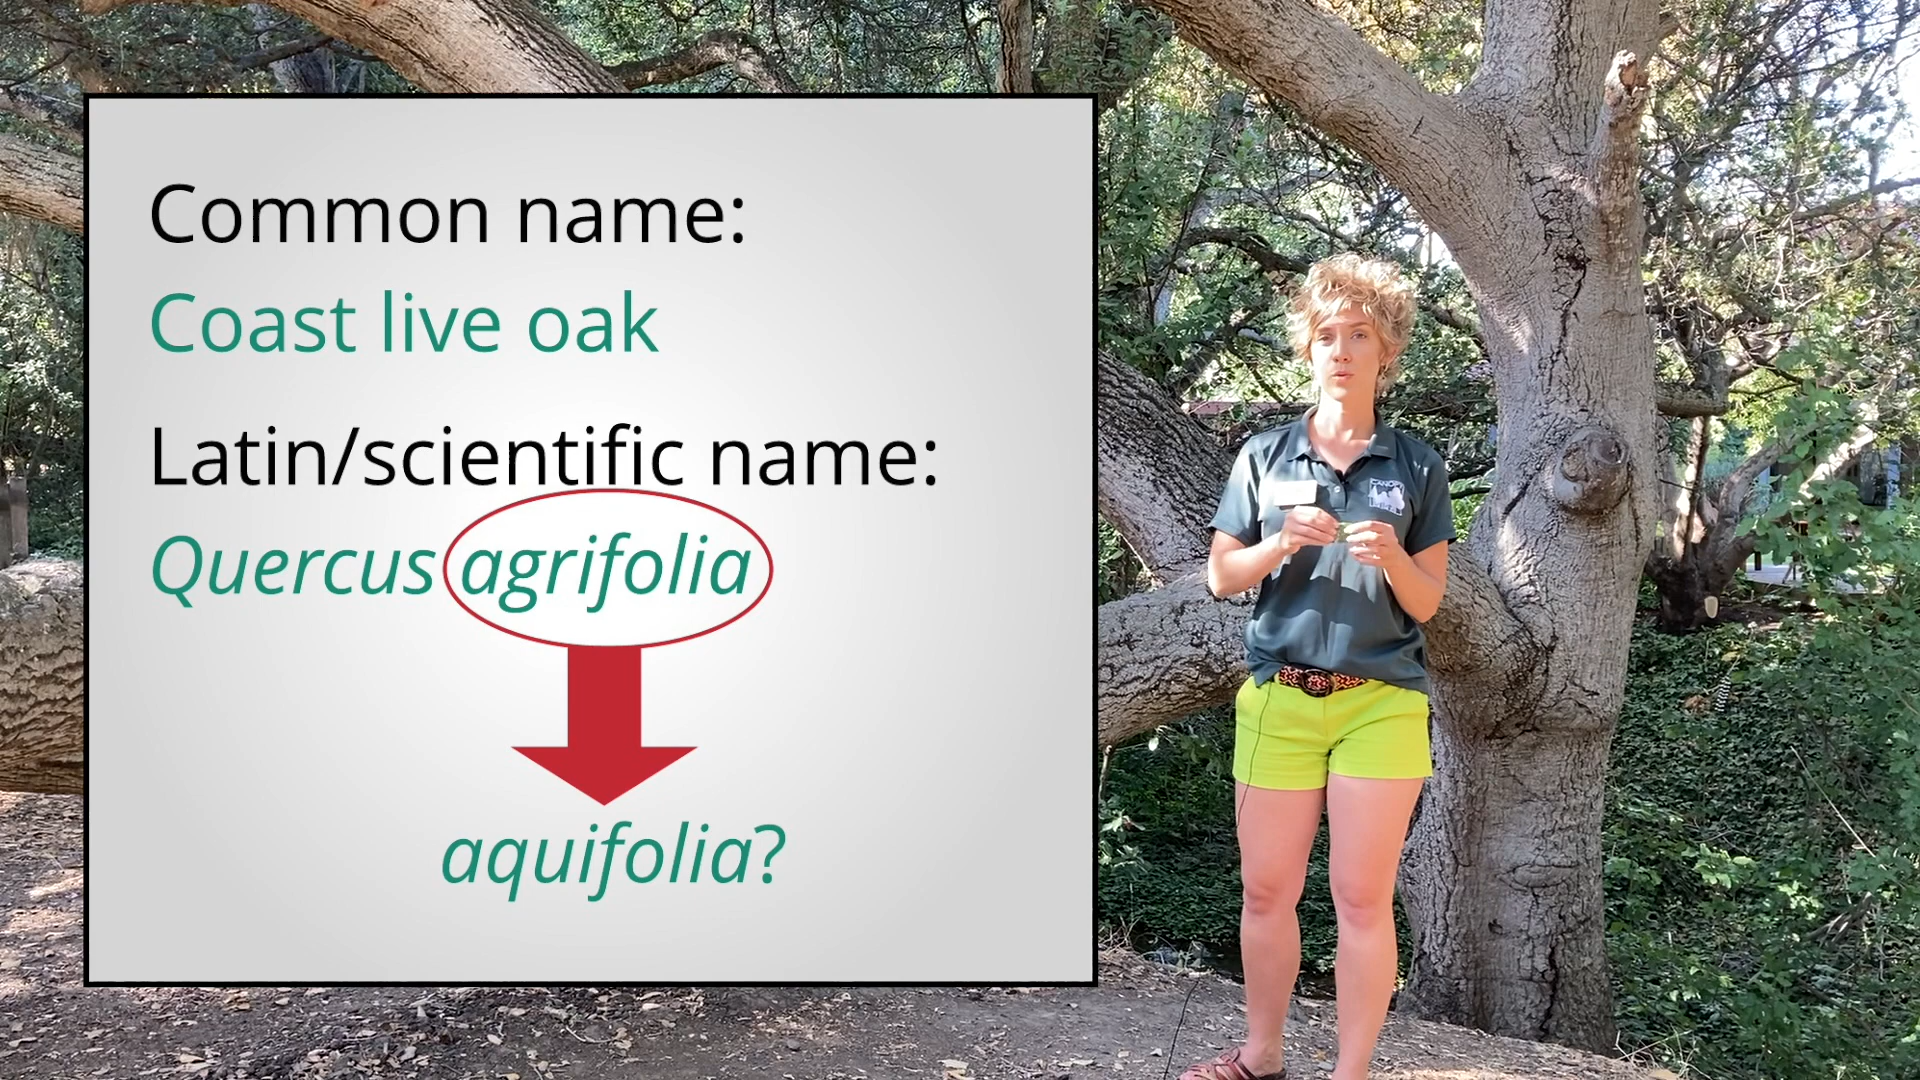 Common name:
Coast live oak
Latin/scientific name:
Quercus agrifolia
aquifolia?